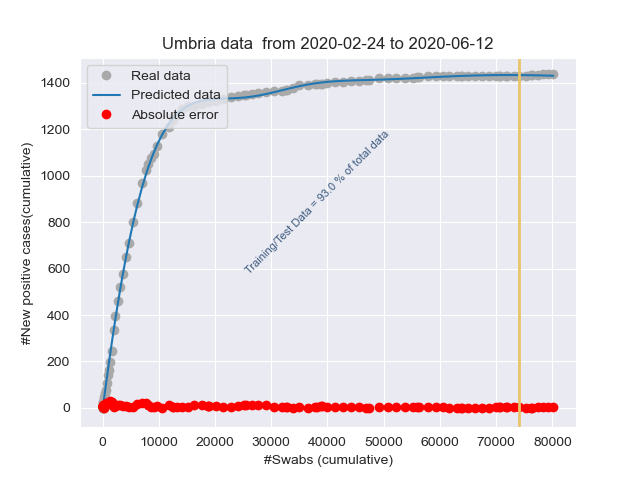 Umbria data  from 2020-02-24 to 2020-06-12
Real data
Predicted data
Absolute error
Training/Test Data = 93.0 % of total data
#New positive cases(cumulative)
1400
1200
1000
800
600
400
200
0
0 10000 20000 30000 40000 50000 60000 70000 80000
#Swabs (cumulative)